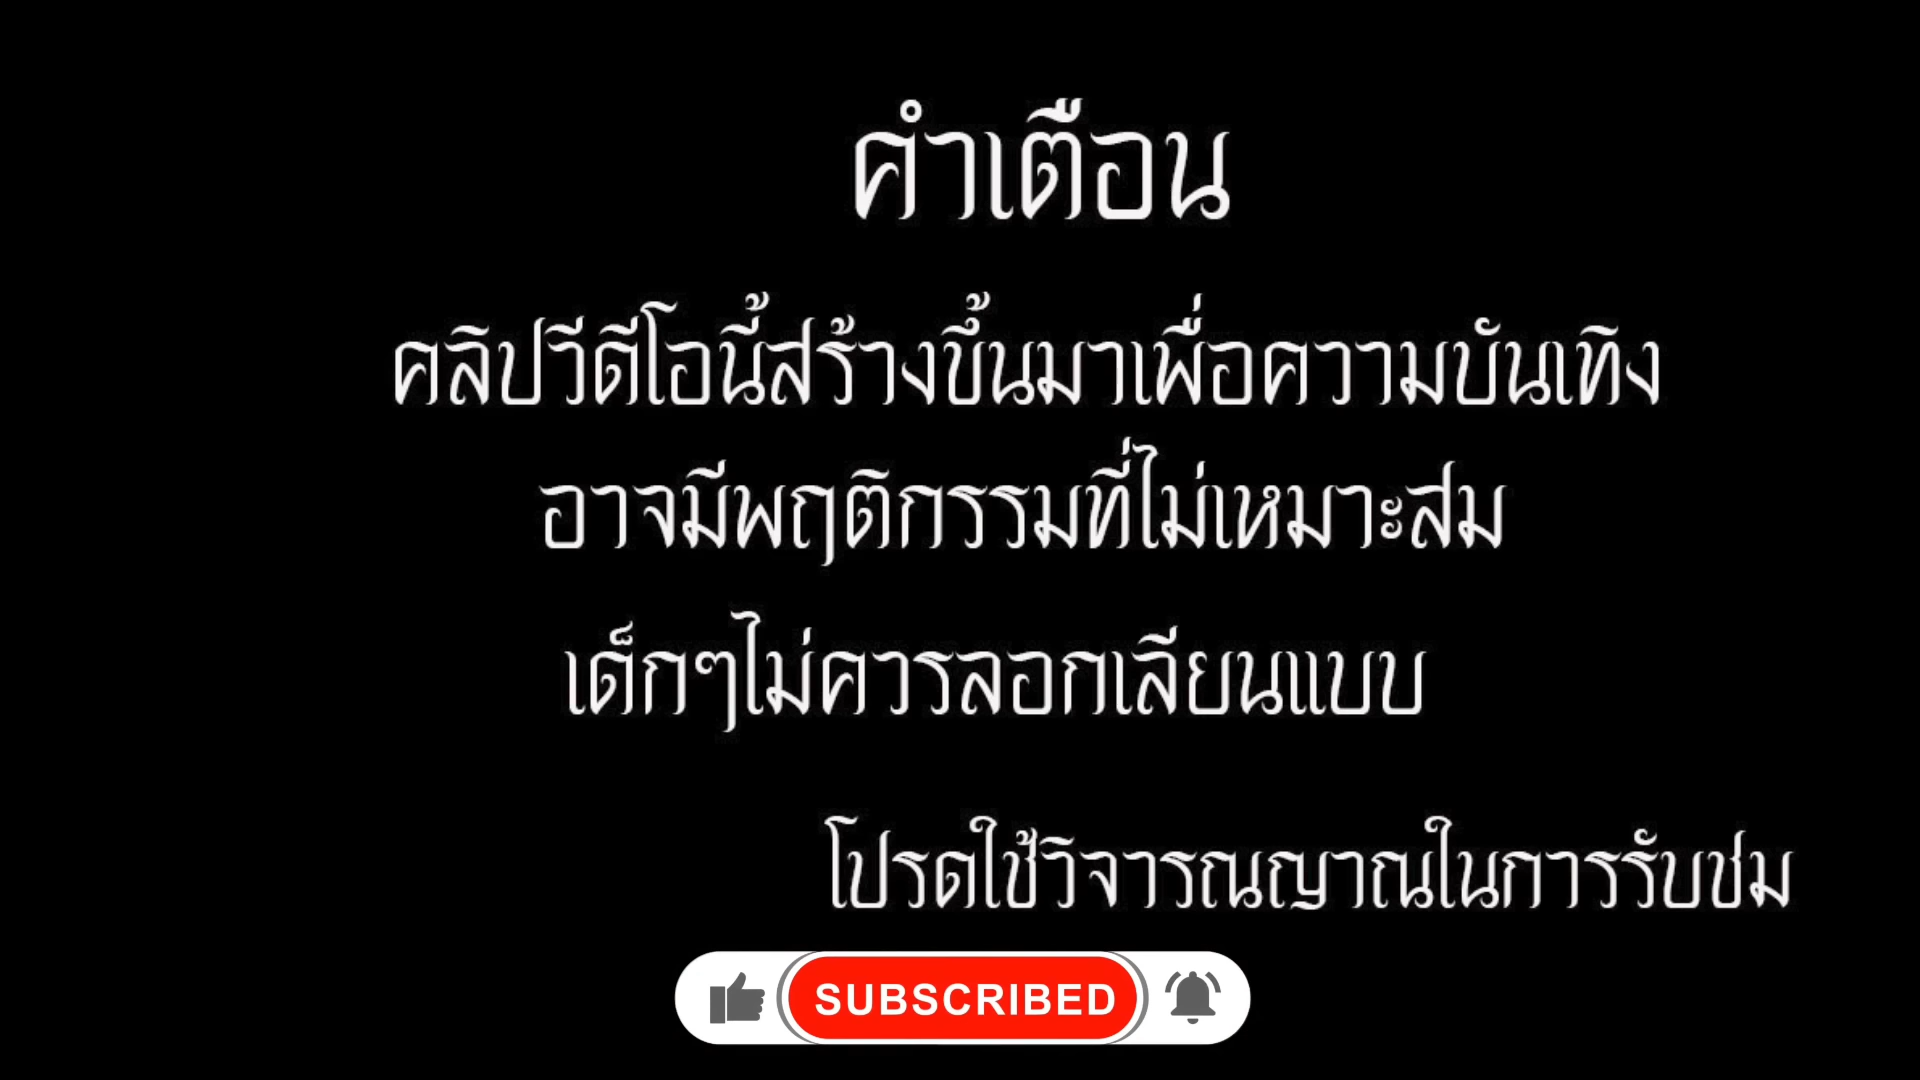 คำเตือน
คลิปวีดีโอนี้สร้างขึ้นมาเพื่อความบันเทิง
อาจมีพฤติกรรมที่ไม่เหมาะสม
เด็กๆไม่ควรลอกเลียนแบบ
โปรดใช้วิจารณญาณในการรับชม
SUBSCRIBED